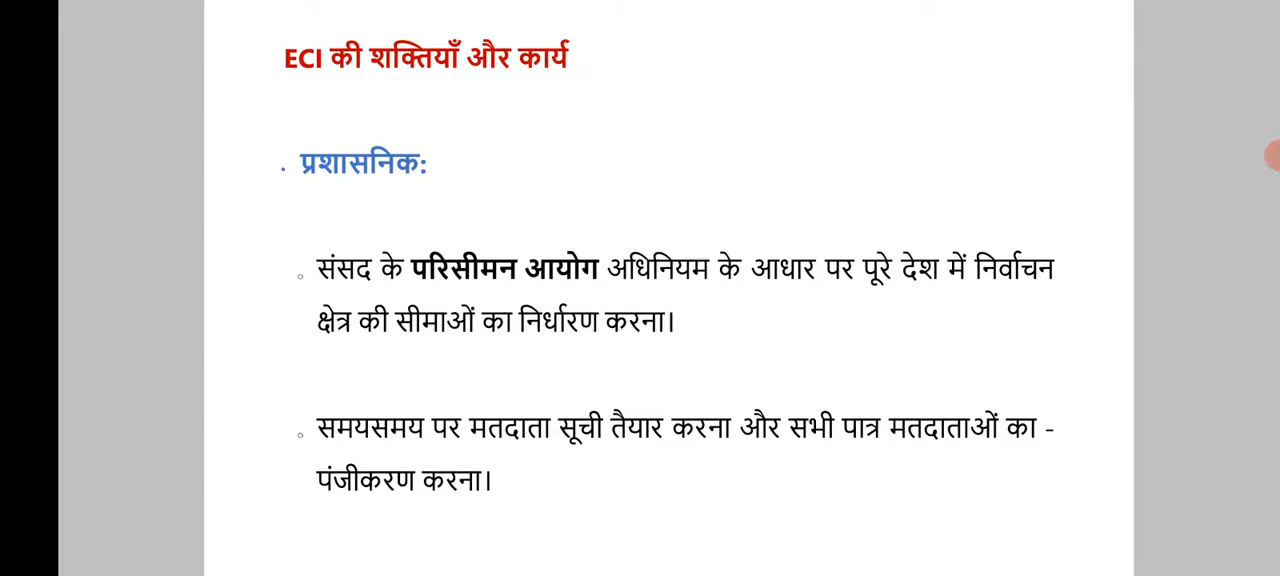 ECI की शक्तियाँ और कार्य
· प्रशासनिक:
○ संसद के परिसीमन आयोग अधिनियम के आधार पर पूरे देश में निर्वाचन
क्षेत्र की सीमाओं का निर्धारण करना।
○ समयसमय पर मतदाता सूची तैयार करना और सभी पात्र मतदाताओं का -
पंजीकरण करना।